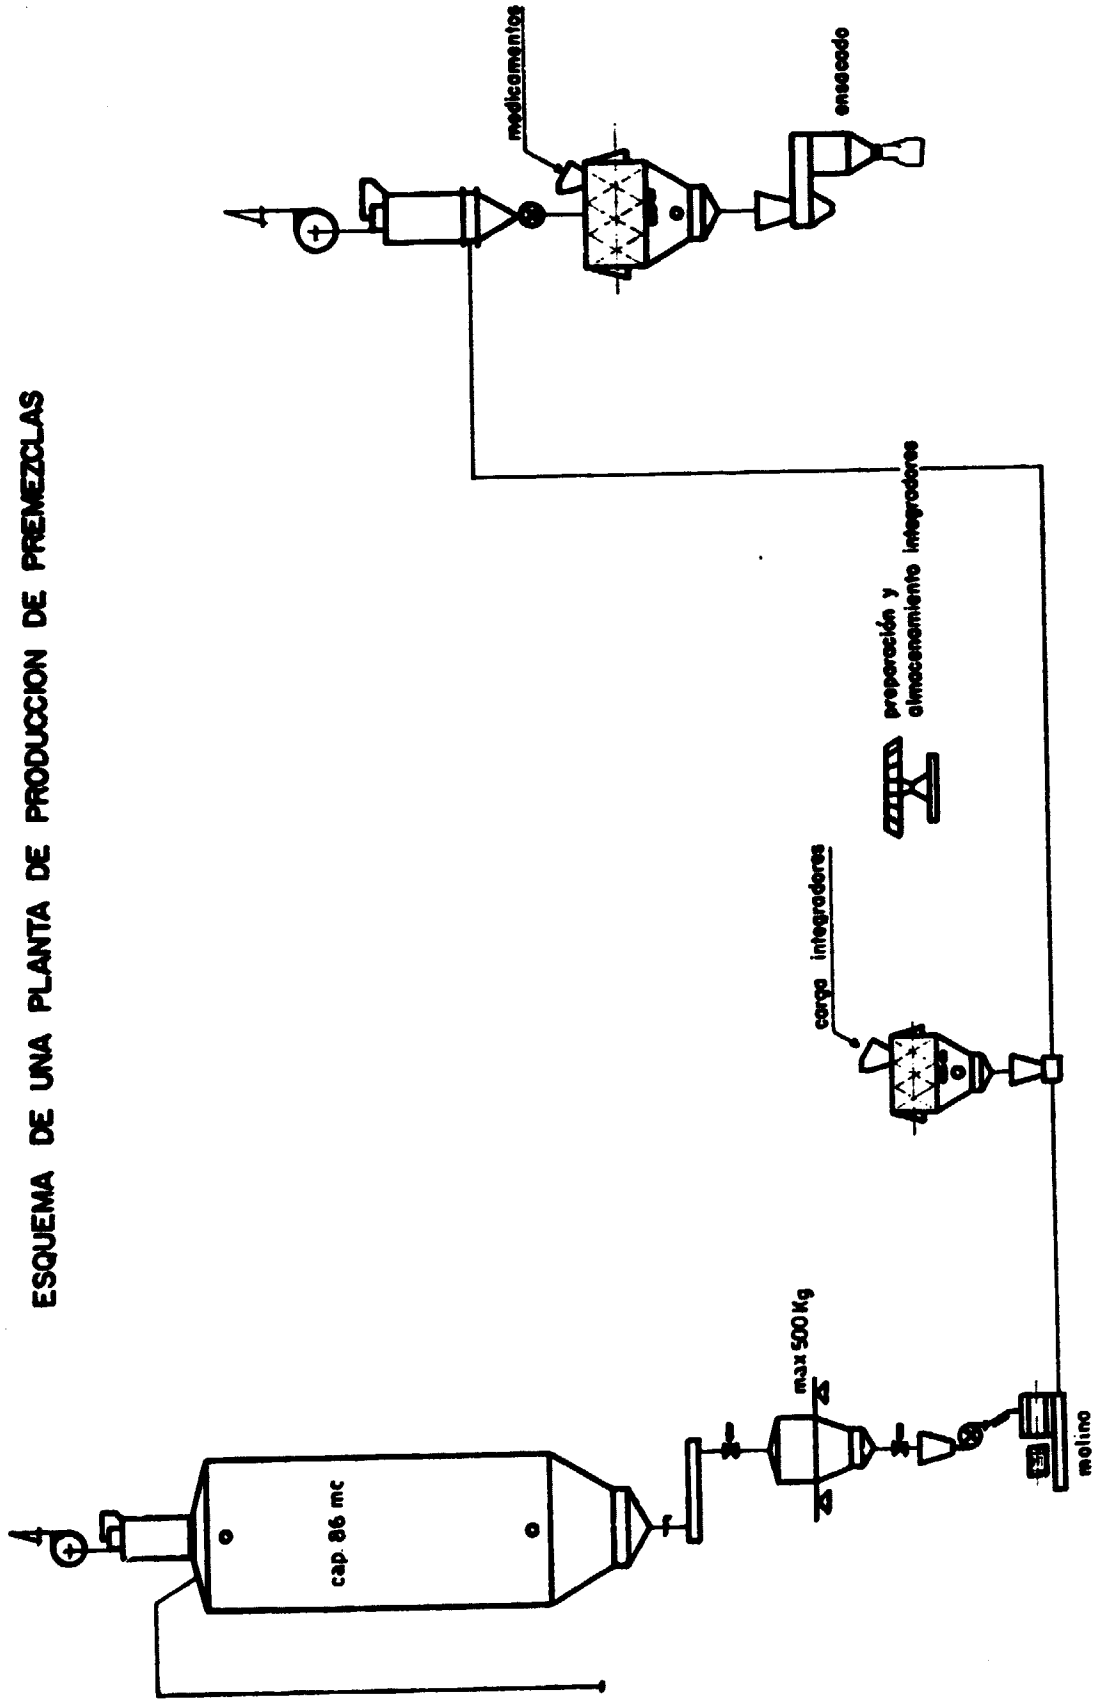 ESQUEMA DE UNA PLANTA DE PRODUCCION DE PREMEZCLAS
cap. 86 mc
max 500 Kg
molino
carga integradores
preparación y
almacenamiento integradores
medicamentos
ensacado